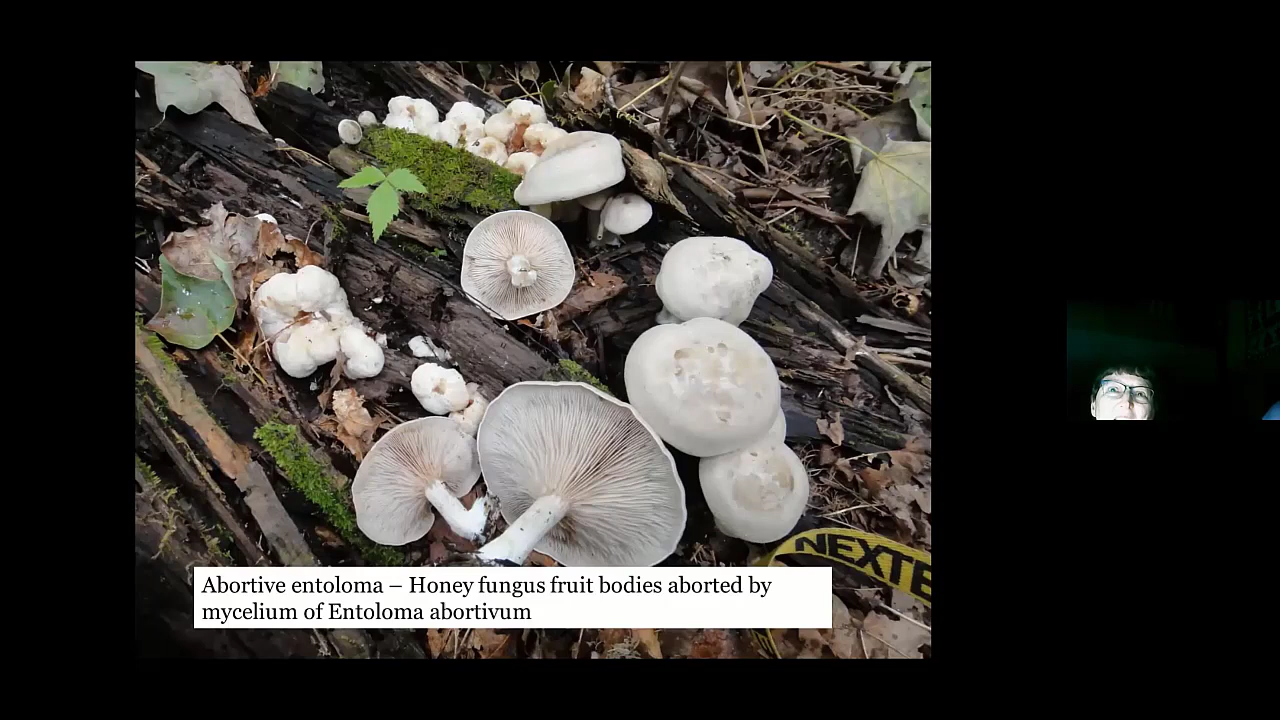 NEXTE
Abortive entoloma – Honey fungus fruit bodies aborted by
mycelium of Entoloma abortivum